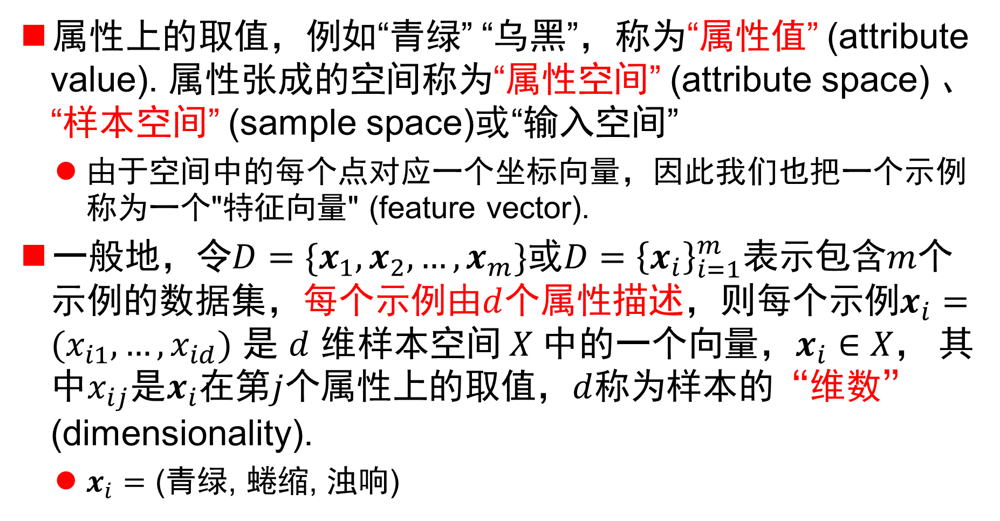 ■ 属性上的取值，例如“青绿” “乌黑”，称为“属性值” (attribute
value). 属性张成的空间称为“属性空间” (attribute space) 、
“样本空间” (sample space)或“输入空间”
● 由于空间中的每个点对应一个坐标向量，因此我们也把一个示例
称为一个"特征向量" (feature vector).
■ 一般地，令$D = \{\boldsymbol{x}_1, \boldsymbol{x}_2, \ldots, \boldsymbol{x}_m\}$或$D = \{\boldsymbol{x}_i\}_{i=1}^{m}$表示包含$m$个
示例的数据集，每个示例由$d$个属性描述，则每个示例$\boldsymbol{x}_i =$
$(x_{i1}, \ldots, x_{id})$ 是 $d$ 维样本空间 $X$ 中的一个向量，$\boldsymbol{x}_i \in X$， 其
中$x_{ij}$是$\boldsymbol{x}_i$在第$j$个属性上的取值，$d$称为样本的 “维数”
(dimensionality).
● $\boldsymbol{x}_i =$ (青绿, 蜷缩, 浊响)